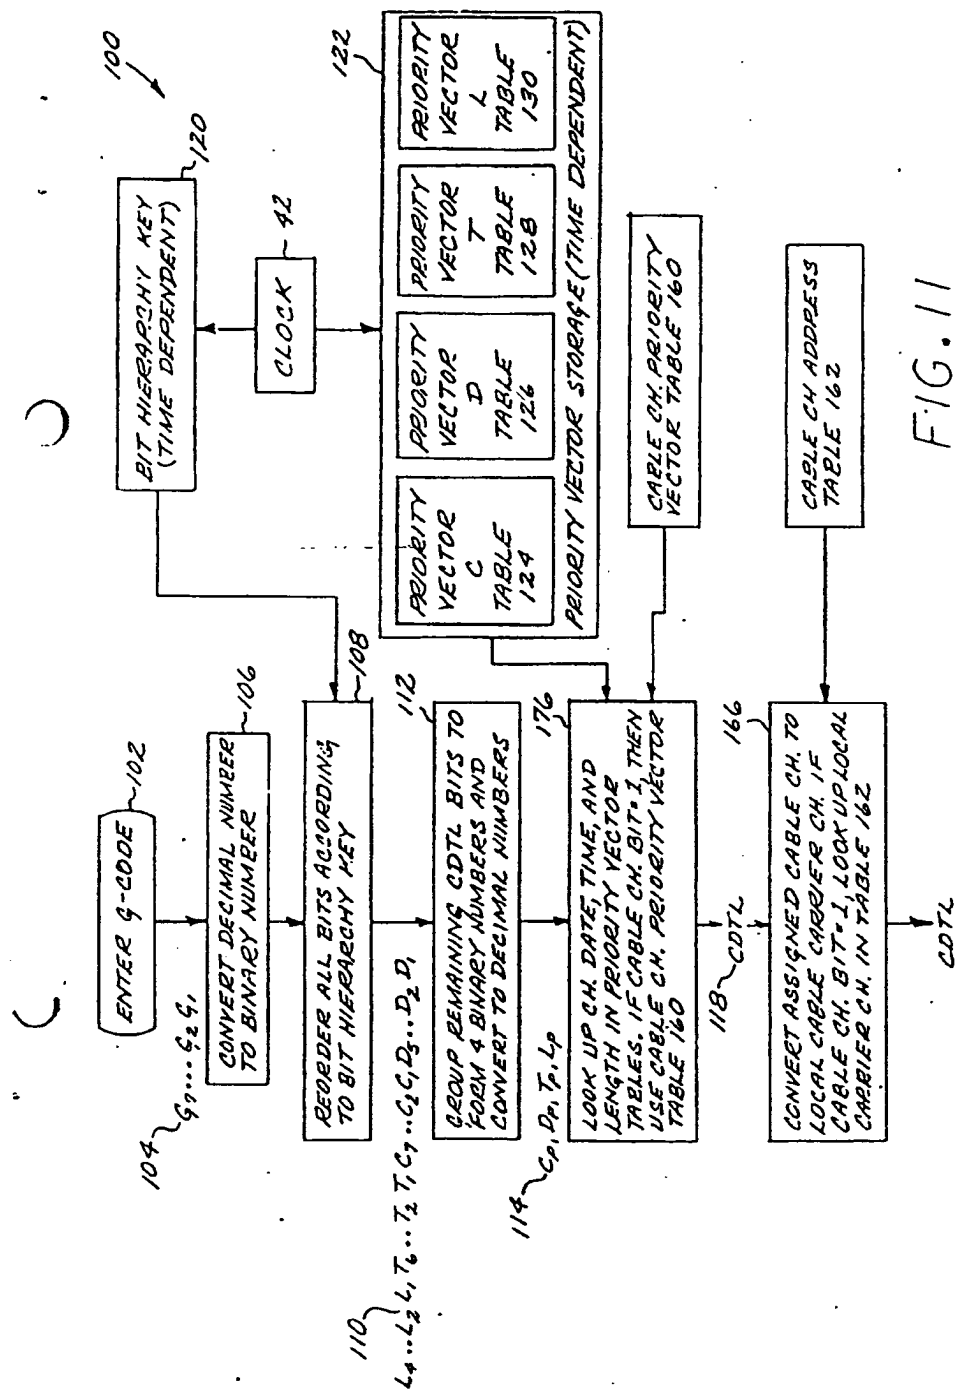 100
ENTER G-CODE
102
104
G7....G2G1
CONVERT DECIMAL NUMBER
TO BINARY NUMBER
106
REORDER ALL BITS ACCORDING
TO BIT HIERARCHY KEY
108
BIT HIERARCHY KEY
(TIME DEPENDENT)
120
CLOCK
42
110
L4..L2L1T6..T2T1C7..C2C1D5..D2D1
GROUP REMAINING CDTL BITS TO
FORM 4 BINARY NUMBERS AND
CONVERT TO DECIMAL NUMBERS
112
122
PRIORITY
VECTOR
C
TABLE
124
PRIORITY
VECTOR
D
TABLE
126
PRIORITY
VECTOR
T
TABLE
128
PRIORITY
VECTOR
L
TABLE
130
PRIORITY VECTOR STORAGE (TIME DEPENDENT)
114
Cp, Dp, Tp, Lp
LOOK UP CH. DATE, TIME, AND
LENGTH IN PRIORITY VECTOR
TABLES. IF CABLE CH. BIT=1, THEN
USE CABLE CH. PRIORITY VECTOR
TABLE 160
176
CABLE CH. PRIORITY
VECTOR TABLE 160
118
CDTL
CONVERT ASSIGNED CABLE CH. TO
LOCAL CABLE CARRIER CH. IF
CABLE CH. BIT=1, LOOK UP LOCAL
CARRIER CH. IN TABLE 162
166
CABLE CH ADDPESS
TABLE 162
CDTL
FIG. 11